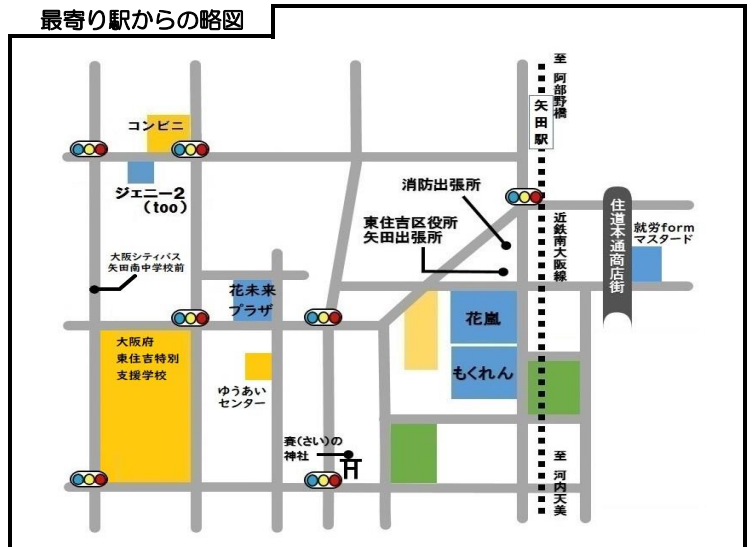 最寄り駅からの略図
至 阿部野橋
矢田駅
コンビニ
ジェニー2
(too)
消防出張所
東住吉区役所
矢田出張所
近鉄南大阪線
住道本通商店街
就労form
マスタード
大阪シティバス
矢田南中学校前
花未来
プラザ
花嵐
大阪府
東住吉特別
支援学校
もくれん
ゆうあい
センター
賽(さい)の
神社
至 河内天美